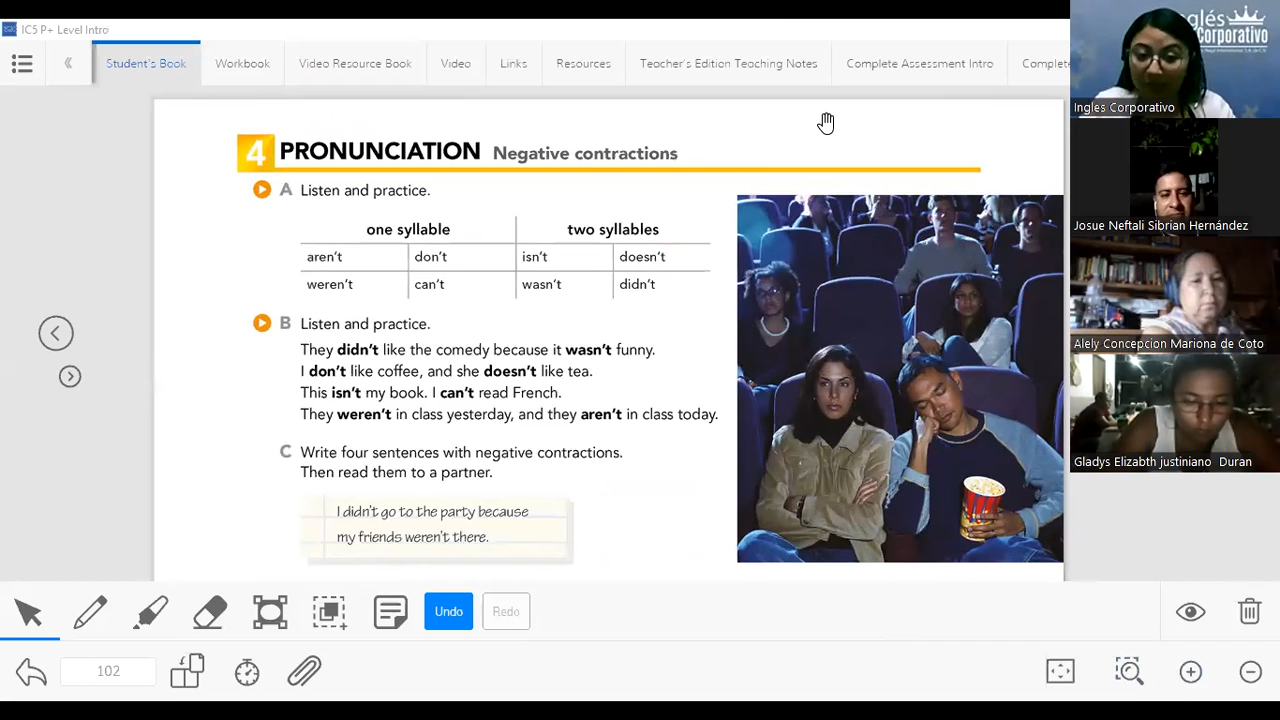 IC5 P+ Level Intro
Student's Book
Workbook
Video Resource Book
Video
Links
Resources
Teacher's Edition Teaching Notes
Complete Assessment Intro
Complete
4 PRONUNCIATION Negative contractions
A Listen and practice.
one syllable two syllables
aren't don't isn't doesn't
weren't can't wasn't didn't
B Listen and practice.
They didn't like the comedy because it wasn't funny.
I don't like coffee, and she doesn't like tea.
This isn't my book. I can't read French.
They weren't in class yesterday, and they aren't in class today.
C Write four sentences with negative contractions.
Then read them to a partner.
I didn't go to the party because
my friends weren't there.
Undo
Redo
102
Inglés
Corporativo
Ingles Corporativo
Josue Neftali Sibrian Hernández
Alely Concepcion Mariona de Coto
Gladys Elizabth justiniano Duran